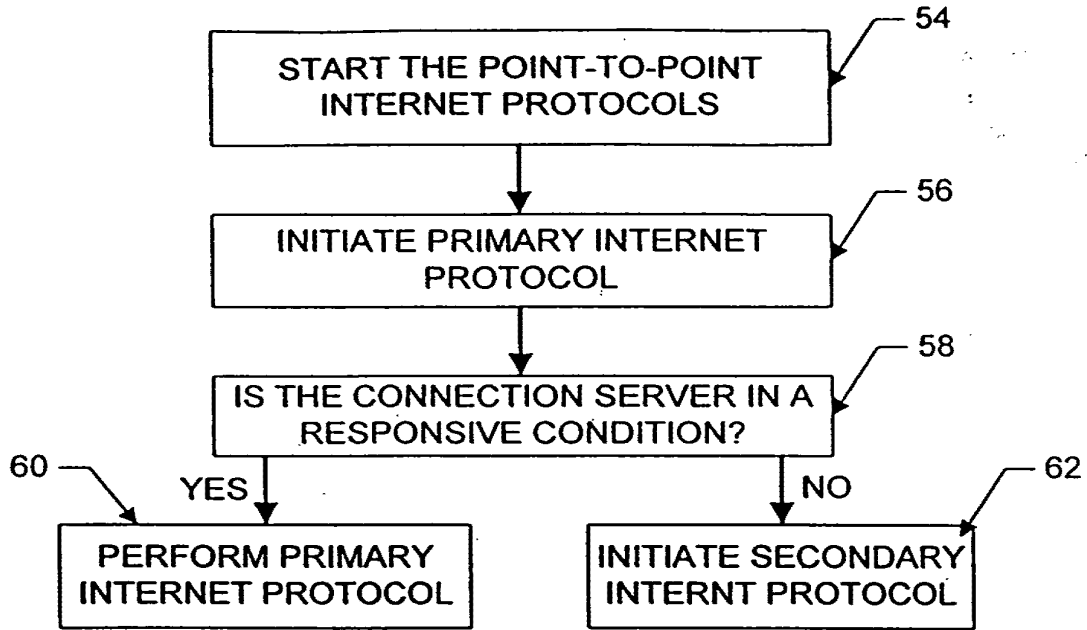 54
START THE POINT-TO-POINT
INTERNET PROTOCOLS
56
INITIATE PRIMARY INTERNET
PROTOCOL
58
IS THE CONNECTION SERVER IN A
RESPONSIVE CONDITION?
60
YES
NO
62
PERFORM PRIMARY
INTERNET PROTOCOL
INITIATE SECONDARY
INTERNT PROTOCOL